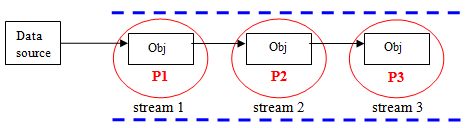 Data
source
Obj
P1
stream 1
Obj
P2
stream 2
Obj
P3
stream 3